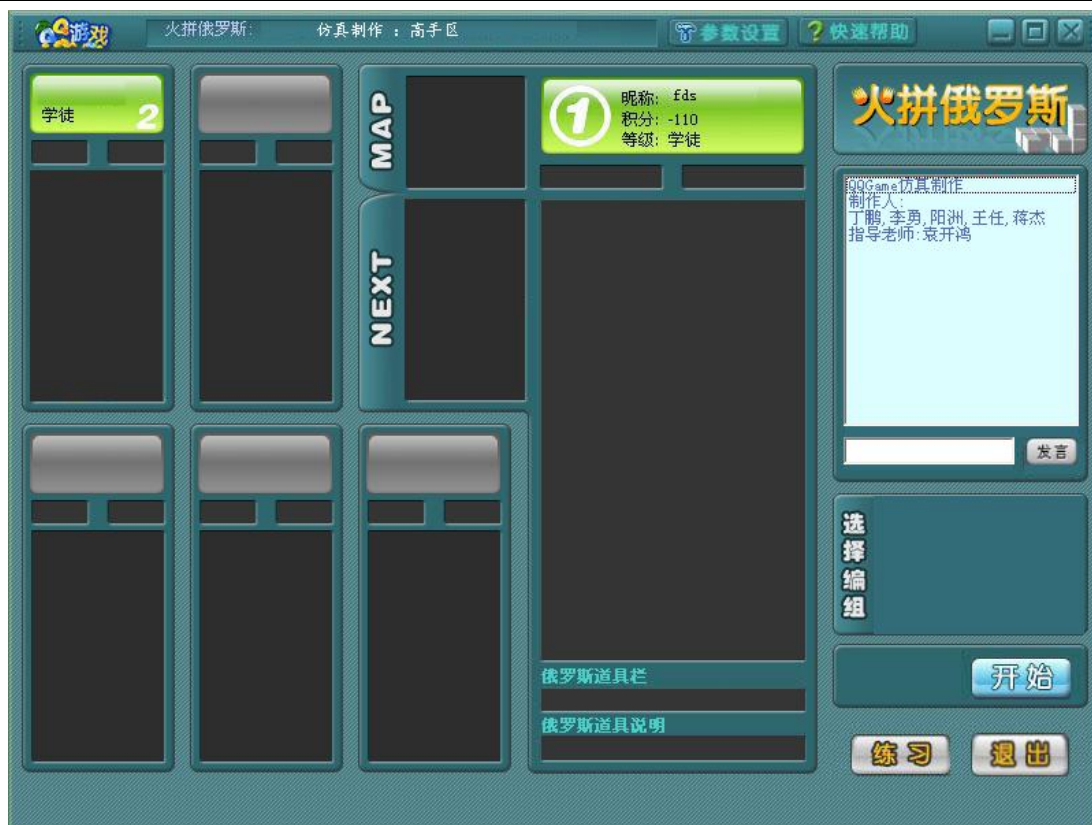 QQ游戏
火拼俄罗斯:
仿真制作 : 高手区
参数设置
? 快速帮助
学徒
2
MAP
NEXT
1
昵称: fds
积分: -110
等级: 学徒
俄罗斯道具栏
俄罗斯道具说明
火拼俄罗斯
QQGame仿真制作
制作人:
丁鹏,李勇,阳洲,王任,蒋杰
指导老师:袁开鸿
发言
选择编组
开始
练习
退出